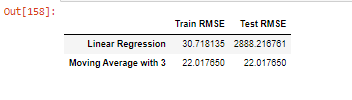 Out[158]:
Train RMSE Test RMSE
Linear Regression 30.718135 2888.216761
Moving Average with 3 22.017650 22.017650